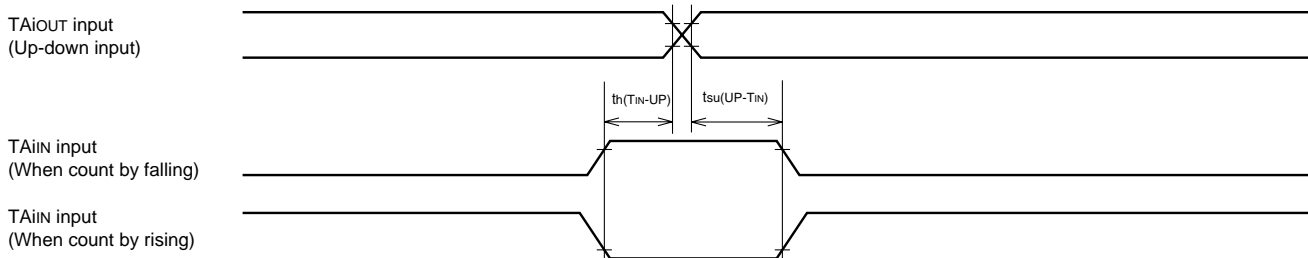 TAiOUT input
(Up-down input)
th(TIN-UP)
tsu(UP-TIN)
TAiIN input
(When count by falling)
TAiIN input
(When count by rising)